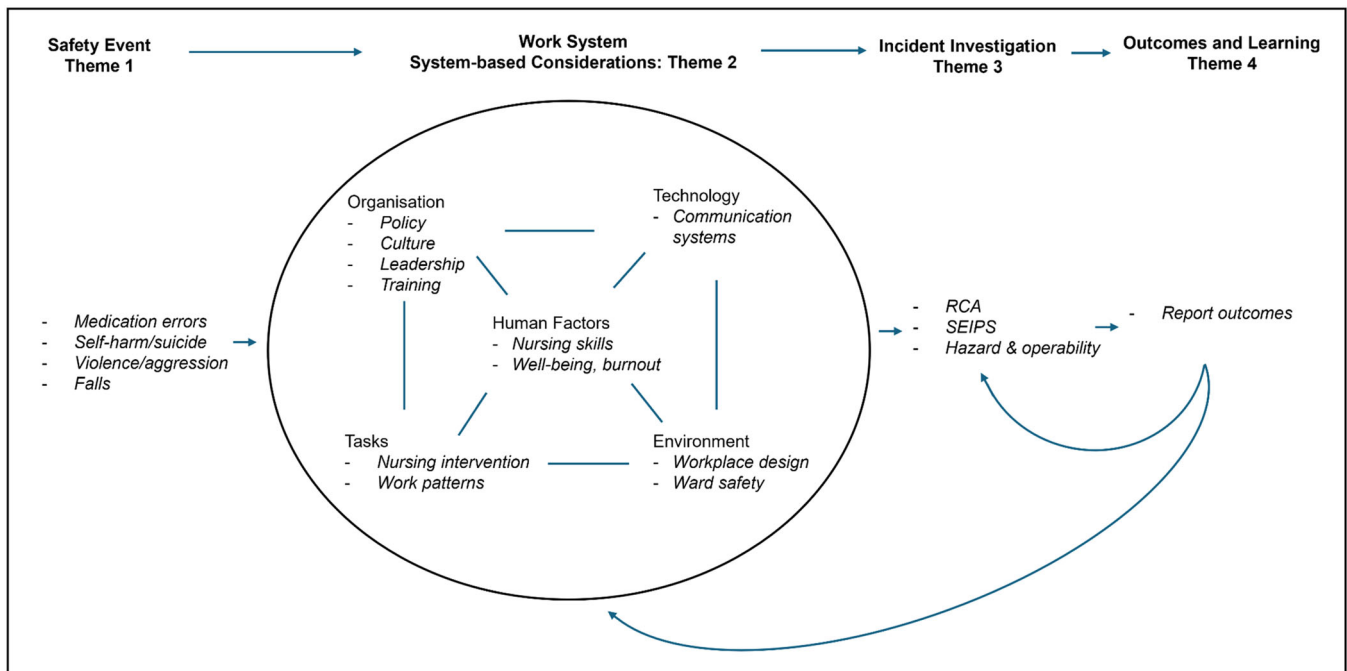 Safety Event
Theme 1
Work System
System-based Considerations: Theme 2
Incident Investigation
Theme 3
Outcomes and Learning
Theme 4
Organisation
- Policy
- Culture
- Leadership
- Training
Technology
- Communication
systems
Human Factors
- Nursing skills
- Well-being, burnout
Tasks
- Nursing intervention
- Work patterns
Environment
- Workplace design
- Ward safety
- Medication errors
- Self-harm/suicide
- Violence/aggression
- Falls
- RCA
- SEIPS
- Hazard & operability
- Report outcomes